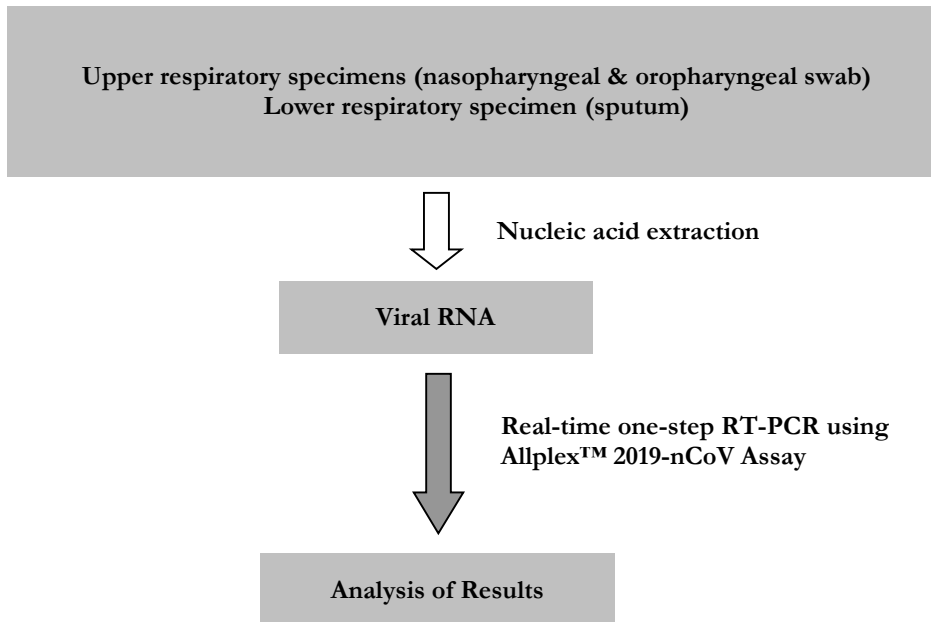 Upper respiratory specimens (nasopharyngeal & oropharyngeal swab)
Lower respiratory specimen (sputum)
Nucleic acid extraction
Viral RNA
Real-time one-step RT-PCR using
Allplex™ 2019-nCoV Assay
Analysis of Results